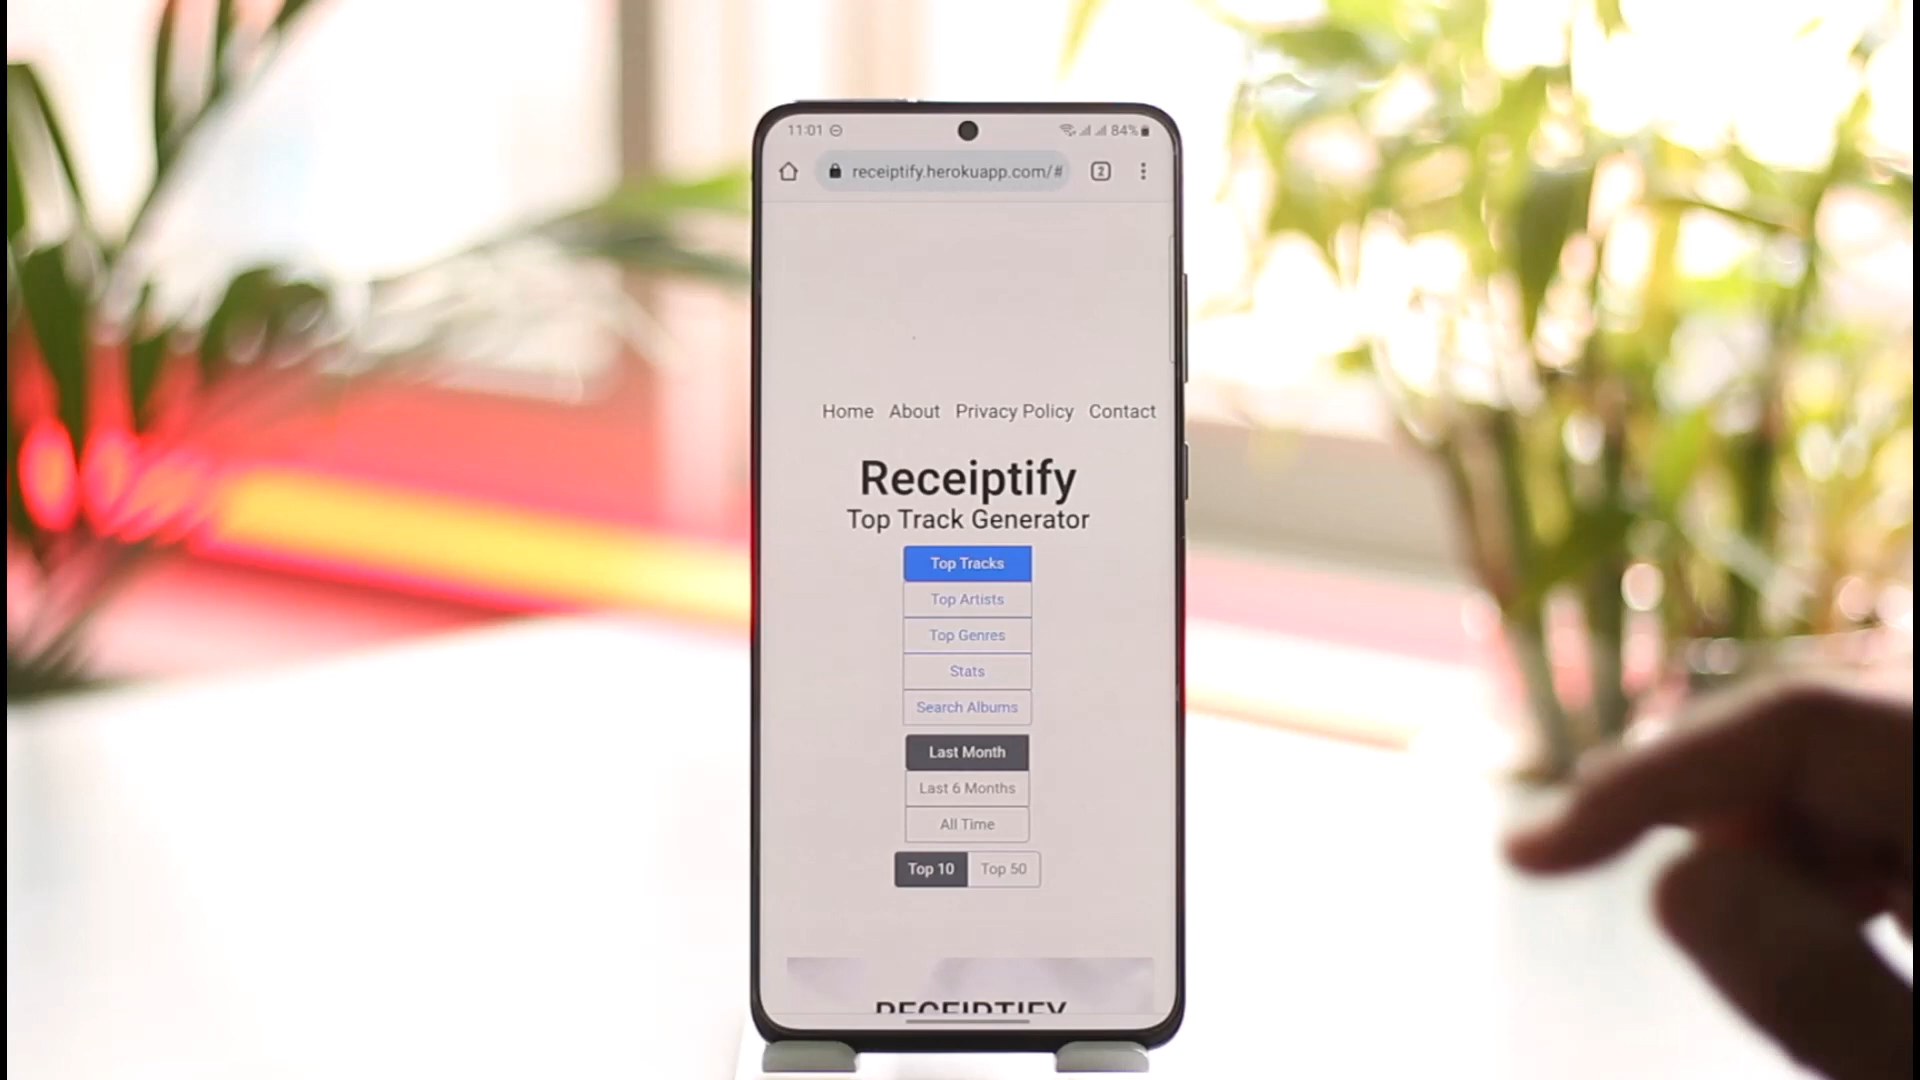 11:01 84%
receiptify.herokuapp.com/# 2
Home About Privacy Policy Contact
Receiptify
Top Track Generator
Top Tracks
Top Artists
Top Genres
Stats
Search Albums
Last Month
Last 6 Months
All Time
Top 10 Top 50
RECEIPTIFY